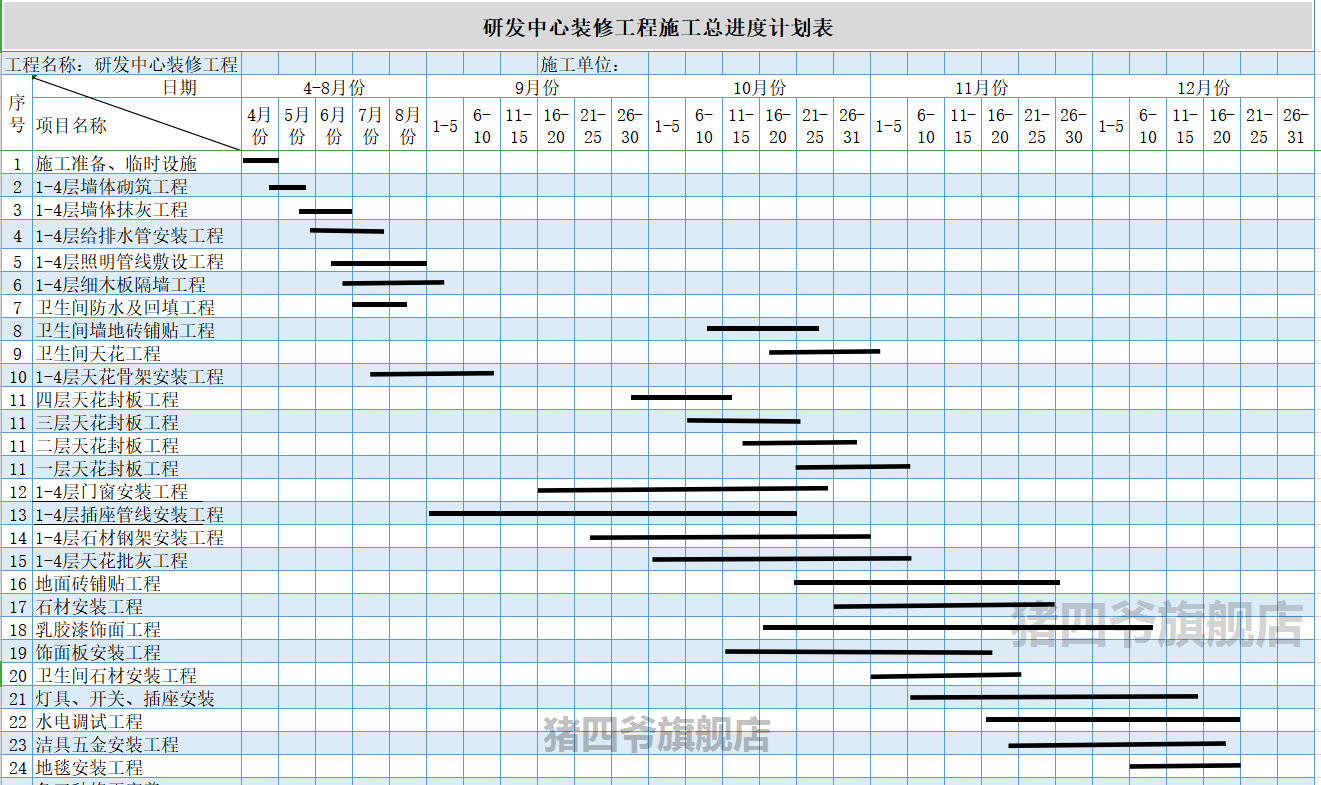 研发中心装修工程施工总进度计划表
工程名称：研发中心装修工程 施工单位：
序号 日期 项目名称 4-8月份 9月份 10月份 11月份 12月份
4月份 5月份 6月份 7月份 8月份 1-5 6-10 11-15 16-20 21-25 26-30 1-5 6-10 11-15 16-20 21-25 26-31 1-5 6-10 11-15 16-20 21-25 26-30 1-5 6-10 11-15 16-20 21-25 26-31
1 施工准备、临时设施
2 1-4层墙体砌筑工程
3 1-4层墙体抹灰工程
4 1-4层给排水管安装工程
5 1-4层照明管线敷设工程
6 1-4层细木板隔墙工程
7 卫生间防水及回填工程
8 卫生间墙地砖铺贴工程
9 卫生间天花工程
10 1-4层天花骨架安装工程
11 四层天花封板工程
11 三层天花封板工程
11 二层天花封板工程
11 一层天花封板工程
12 1-4层门窗安装工程
13 1-4层插座管线安装工程
14 1-4层石材钢架安装工程
15 1-4层天花批灰工程
16 地面砖铺贴工程
17 石材安装工程
18 乳胶漆饰面工程
19 饰面板安装工程
20 卫生间石材安装工程
21 灯具、开关、插座安装
22 水电调试工程
23 洁具五金安装工程
24 地毯安装工程
猪四爷旗舰店
猪四爷旗舰店